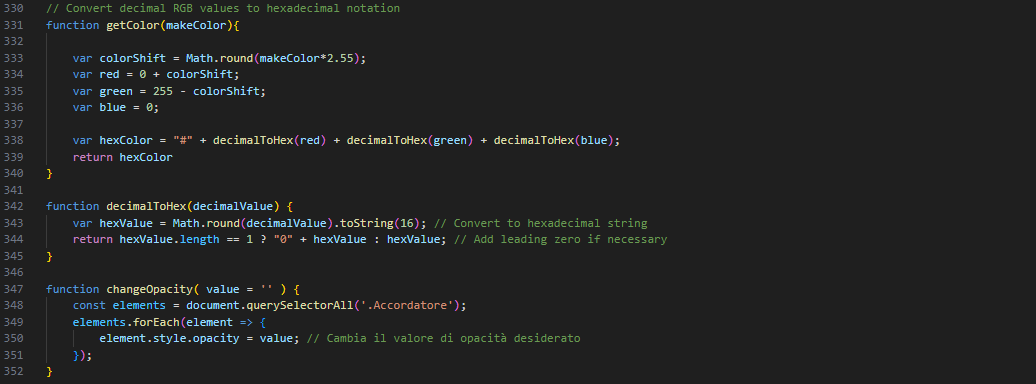 330 // Convert decimal RGB values to hexadecimal notation
331 function getColor(makeColor){
332
333 var colorShift = Math.round(makeColor*2.55);
334 var red = 0 + colorShift;
335 var green = 255 - colorShift;
336 var blue = 0;
337
338 var hexColor = "#" + decimalToHex(red) + decimalToHex(green) + decimalToHex(blue);
339 return hexColor
340 }
341
342 function decimalToHex(decimalValue) {
343 var hexValue = Math.round(decimalValue).toString(16); // Convert to hexadecimal string
344 return hexValue.length == 1 ? "0" + hexValue : hexValue; // Add leading zero if necessary
345 }
346
347 function changeOpacity( value = '' ) {
348 const elements = document.querySelectorAll('.Accordatore');
349 elements.forEach(element => {
350 element.style.opacity = value; // Cambia il valore di opacità desiderato
351 });
352 }